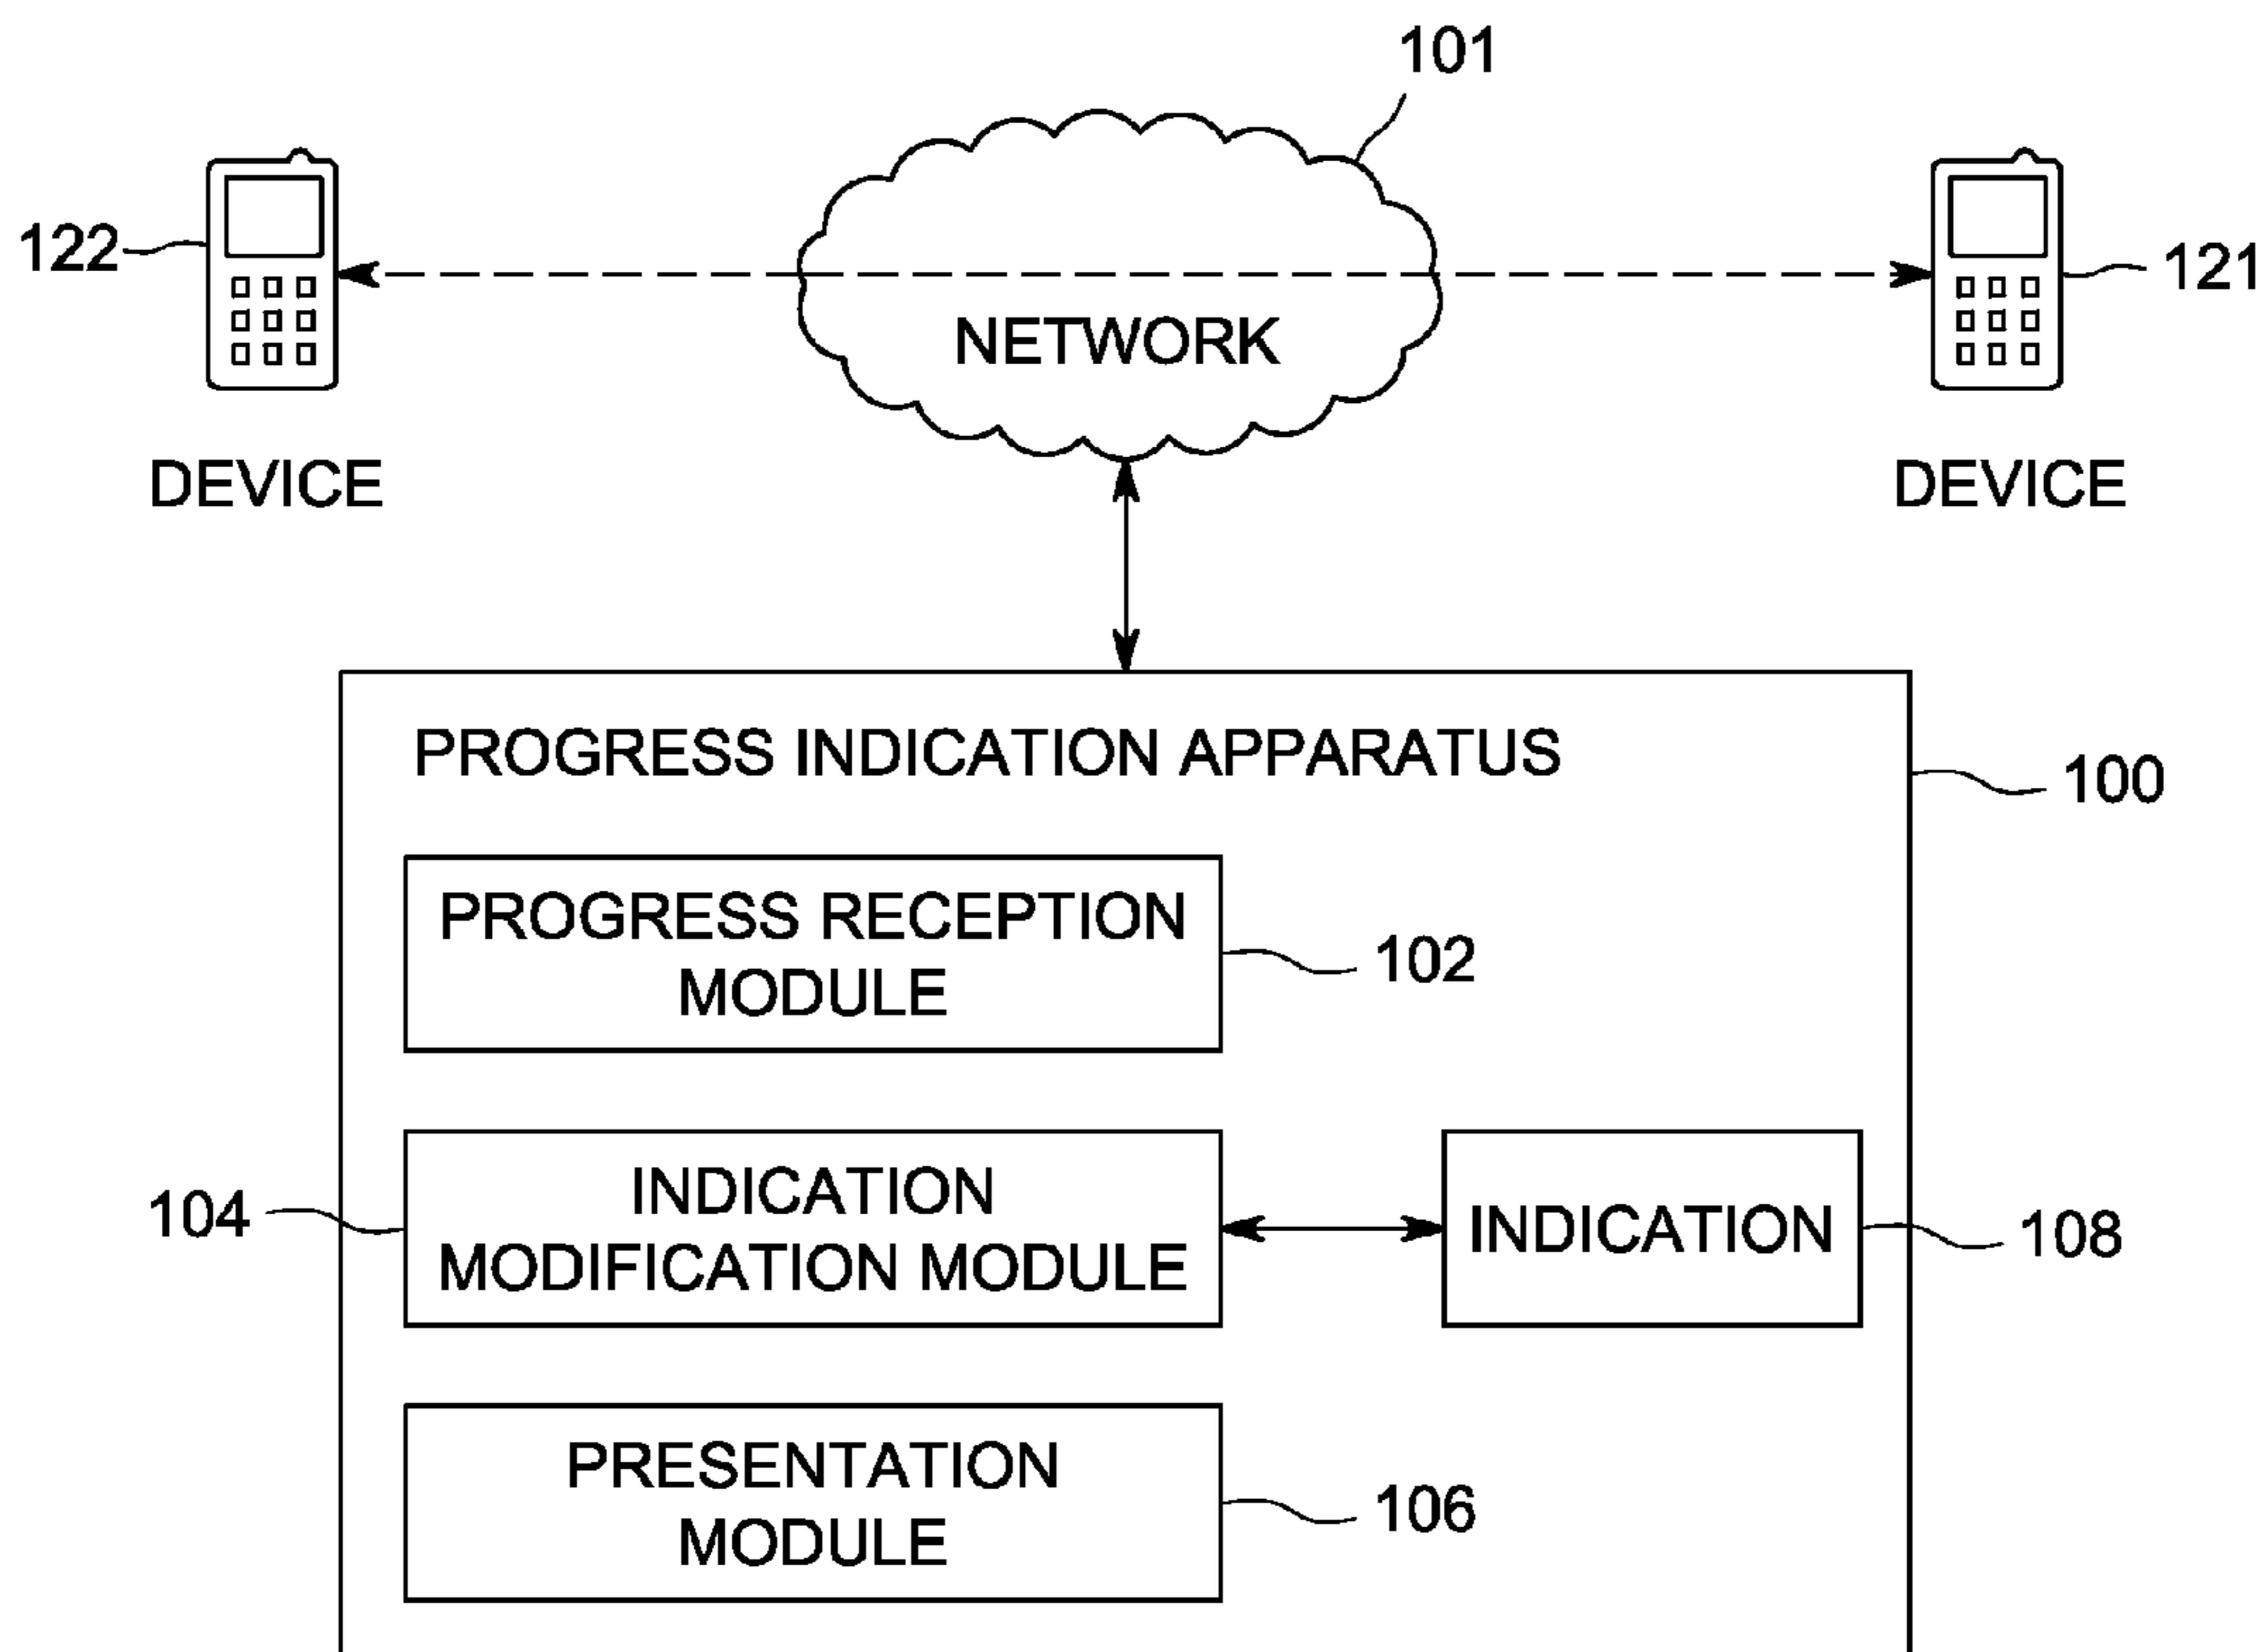 101
122
121
NETWORK
DEVICE
DEVICE
PROGRESS INDICATION APPARATUS
100
PROGRESS RECEPTION
MODULE
102
104
INDICATION
MODIFICATION MODULE
INDICATION
108
PRESENTATION
MODULE
106